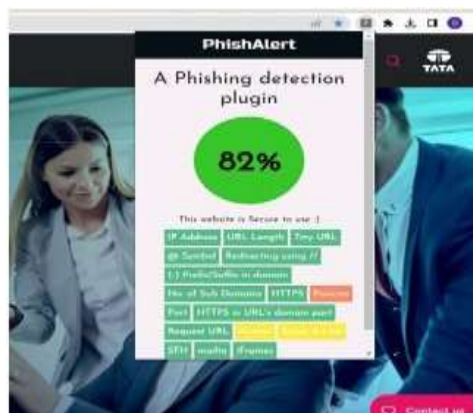 PhishAlert
TATA
A Phishing detection
plugin
82%
This website is Secure to use :)
IP Address URL Length Tiny URL
@ Symbol Redirecting using //
(-) Prefix/Suffix in domain
No. of Sub Domains HTTPS Favicon
Port HTTPS in URL's domain part
Request URL
SFH mailto iFrames
Contact us